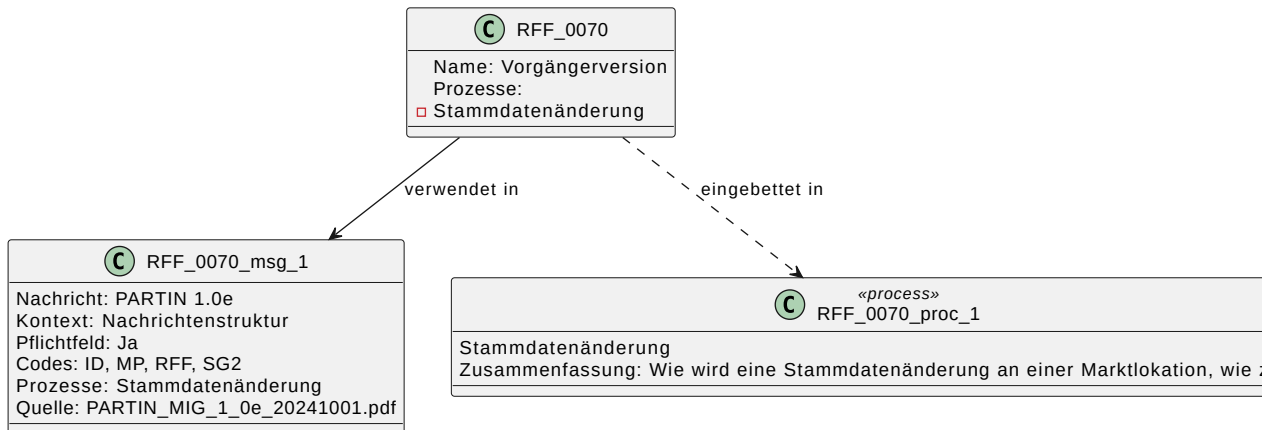 C RFF_0070
Name: Vorgängerversion
Prozesse:
Stammdatenänderung
verwendet in
eingebettet in
C RFF_0070_msg_1
Nachricht: PARTIN 1.0e
Kontext: Nachrichtenstruktur
Pflichtfeld: Ja
Codes: ID, MP, RFF, SG2
Prozesse: Stammdatenänderung
Quelle: PARTIN_MIG_1_0e_20241001.pdf
«process»
C RFF_0070_proc_1
Stammdatenänderung
Zusammenfassung: Wie wird eine Stammdatenänderung an einer Marktlokation, wie